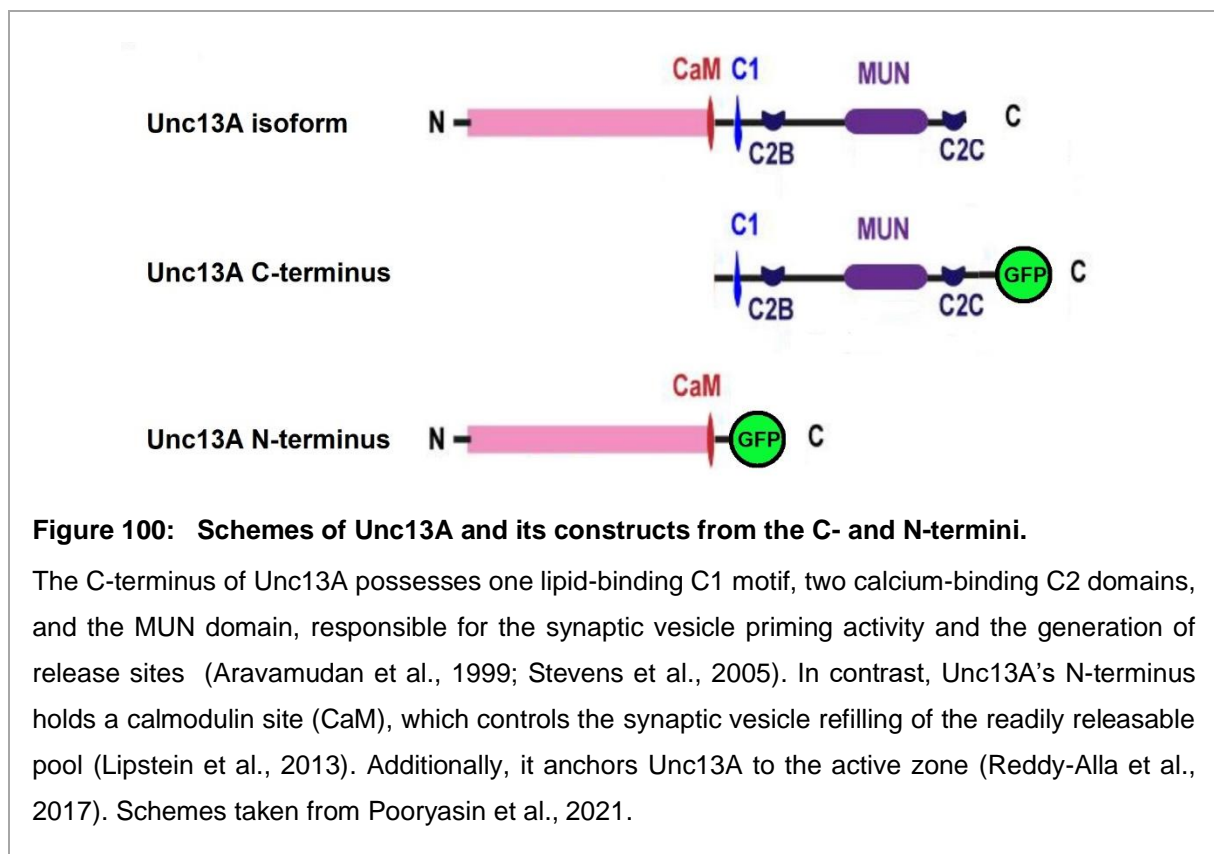 CaM C1 MUN
Unc13A isoform N C
C2B C2C
C1 MUN
Unc13A C-terminus GFP C
C2B C2C
CaM
Unc13A N-terminus N GFP C
Figure 100: Schemes of Unc13A and its constructs from the C- and N-termini.
The C-terminus of Unc13A possesses one lipid-binding C1 motif, two calcium-binding C2 domains,
and the MUN domain, responsible for the synaptic vesicle priming activity and the generation of
release sites (Aravamudan et al., 1999; Stevens et al., 2005). In contrast, Unc13A’s N-terminus
holds a calmodulin site (CaM), which controls the synaptic vesicle refilling of the readily releasable
pool (Lipstein et al., 2013). Additionally, it anchors Unc13A to the active zone (Reddy-Alla et al.,
2017). Schemes taken from Pooryasin et al., 2021.